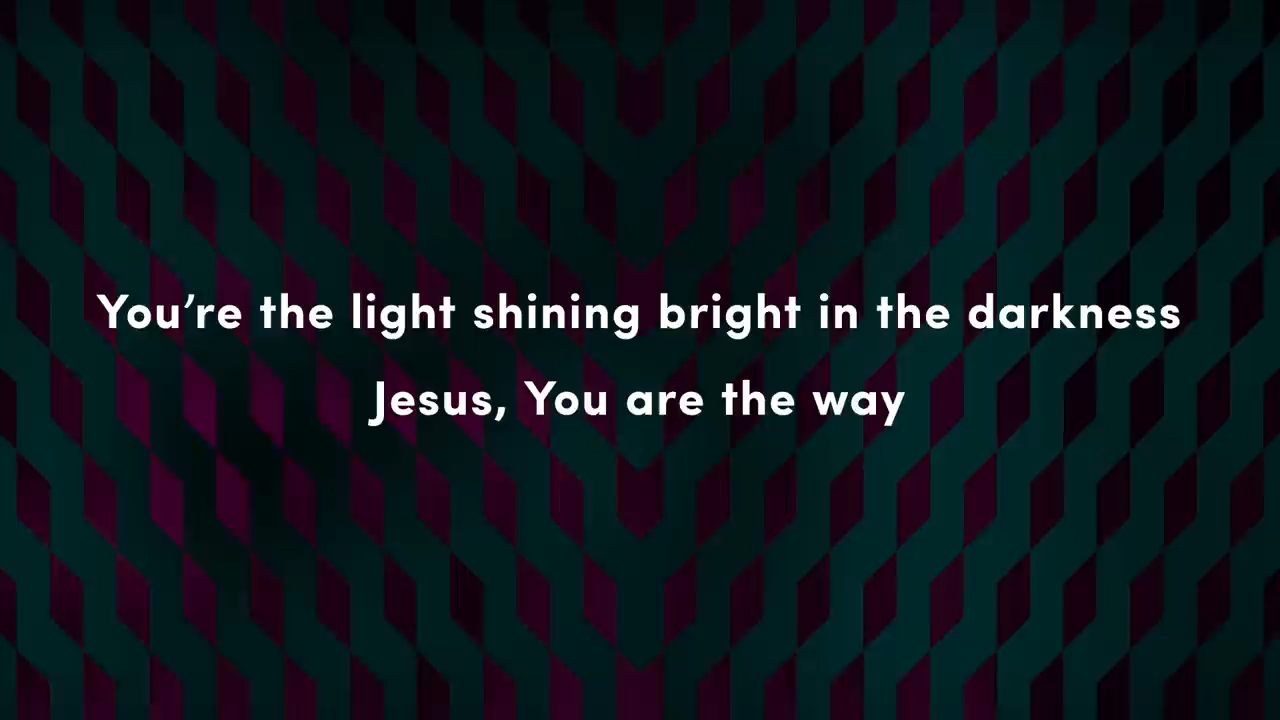 You’re the light shining bright in the darkness
Jesus, You are the way